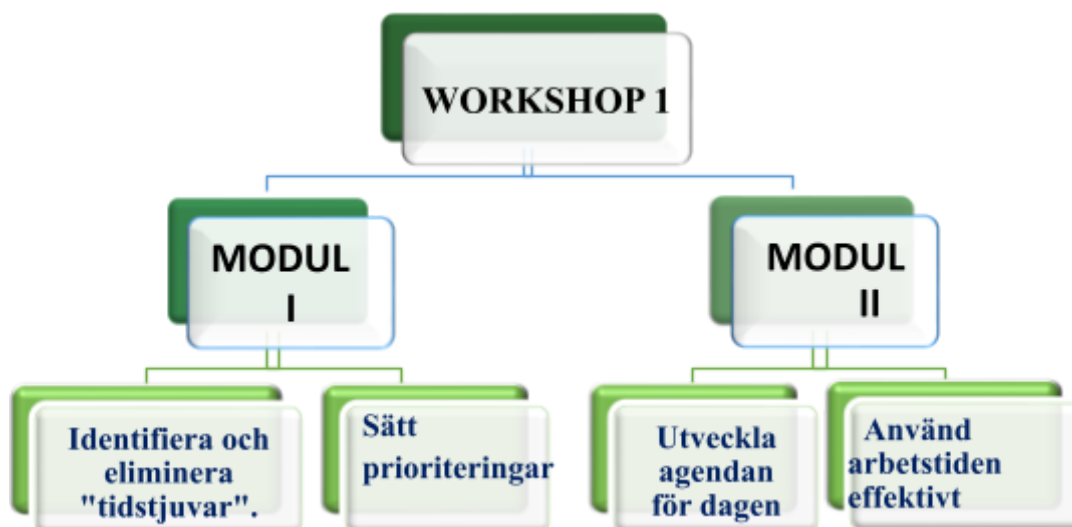 WORKSHOP 1
MODUL
I
MODUL
II
Identifiera och
eliminera
"tidstjuvar".
Sätt
prioriteringar
Utveckla
agendan
för dagen
Använd
arbetstiden
effektivt